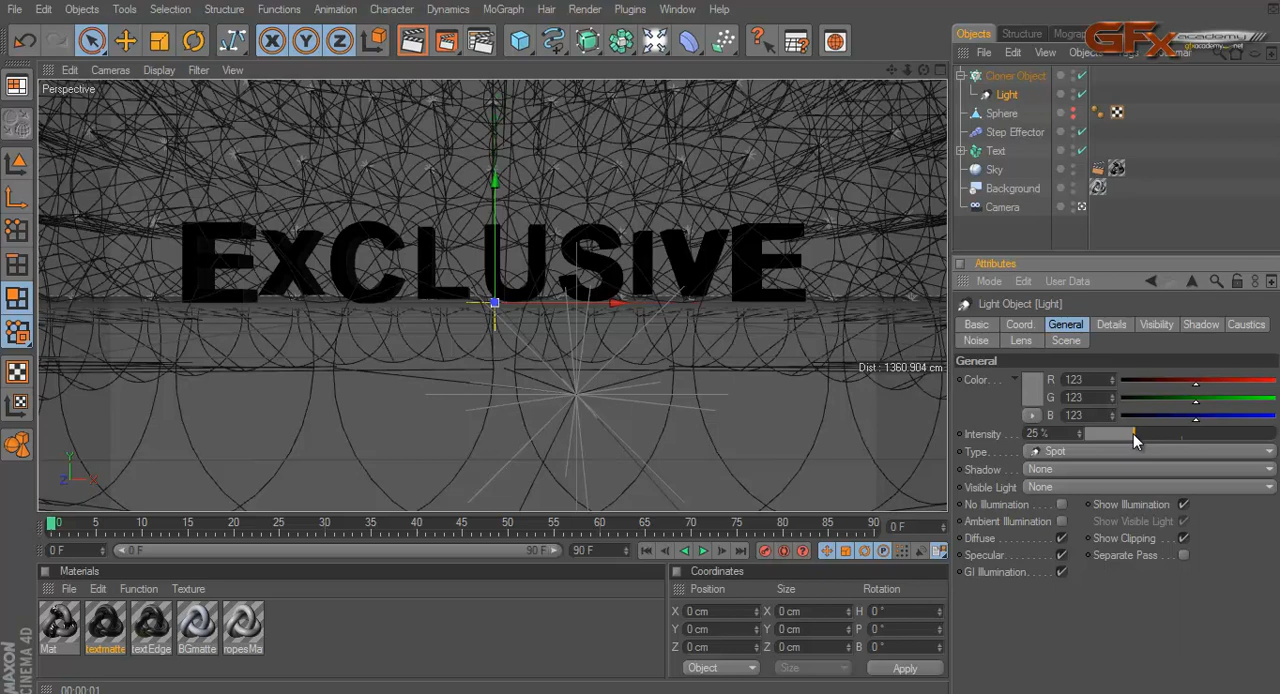 File Edit Objects Tools Selection Structure Functions Animation Character Dynamics MoGraph Hair Render Plugins Window Help
Objects Structure
GFx academy
File Edit View
Edit Cameras Display Filter View
Perspective
Cloner Object
Light
Sphere
Step Effector
Text
Sky
Background
Camera
EXCLUSIVE
Dist : 1360.904 cm
Attributes
Mode Edit User Data
Light Object [Light]
Basic Coord. General Details Visibility Shadow Caustics
Noise Lens Scene
General
Color. . . R 123
G 123
B 123
Intensity . . . 25 %
Type. . . . . . Spot
Shadow . . . None
Visible Light None
No Illumination . . Show Illumination
Ambient Illumination Show Visible Light
Diffuse . . . . Show Clipping
Specular. . . . Separate Pass
GI Illumination.
0 5 10 15 20 25 30 35 40 45 50 55 60 65 70 75 80 85 90 0 F
0 F 0 F 90 F 90 F
Materials
File Edit Function Texture
Mat textmatte textEdge BGmatte ropesMa
Coordinates
Position Size Rotation
X 0 cm X 0 cm H 0 °
Y 0 cm Y 0 cm P 0 °
Z 0 cm Z 0 cm B 0 °
Object Size Apply
MAXON
CINEMA 4D
00:00:01